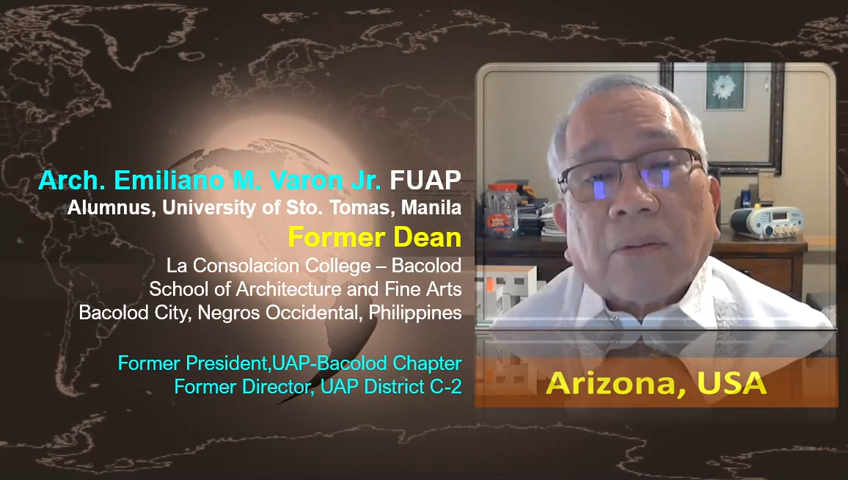 Arch. Emiliano M. Varon Jr. FUAP
Alumnus, University of Sto. Tomas, Manila
Former Dean
La Consolacion College – Bacolod
School of Architecture and Fine Arts
Bacolod City, Negros Occidental, Philippines
Former President,UAP-Bacolod Chapter
Former Director, UAP District C-2
Arizona, USA